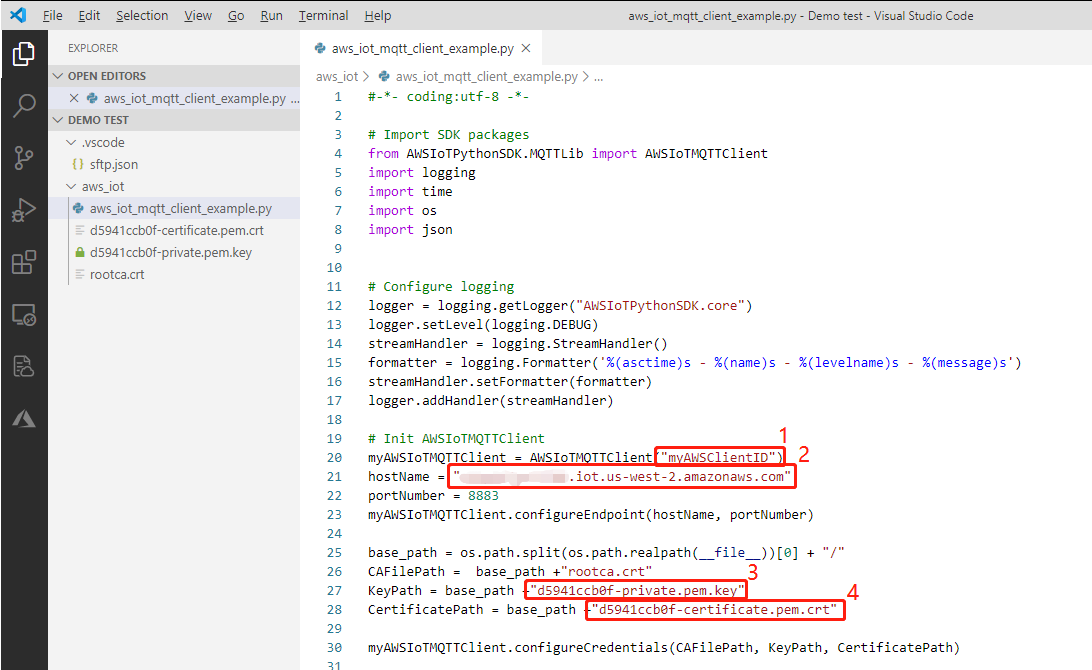 File Edit Selection View Go Run Terminal Help aws_iot_mqtt_client_example.py - Demo test - Visual Studio Code
EXPLORER
OPEN EDITORS
aws_iot_mqtt_client_example.py ...
DEMO TEST
.vscode
{} sftp.json
aws_iot
aws_iot_mqtt_client_example.py
d5941ccb0f-certificate.pem.crt
d5941ccb0f-private.pem.key
rootca.crt
aws_iot_mqtt_client_example.py
aws_iot > aws_iot_mqtt_client_example.py > ...
1 #-*- coding:utf-8 -*-
2
3 # Import SDK packages
4 from AWSIoTPythonSDK.MQTTLib import AWSIoTMQTTClient
5 import logging
6 import time
7 import os
8 import json
9
10
11 # Configure logging
12 logger = logging.getLogger("AWSIoTPythonSDK.core")
13 logger.setLevel(logging.DEBUG)
14 streamHandler = logging.StreamHandler()
15 formatter = logging.Formatter('%(asctime)s - %(name)s - %(levelname)s - %(message)s')
16 streamHandler.setFormatter(formatter)
17 logger.addHandler(streamHandler)
18
19 # Init AWSIoTMQTTClient
1
20 myAWSIoTMQTTClient = AWSIoTMQTTClient("myAWSClientID")
2
21 hostName = ".iot.us-west-2.amazonaws.com"
22 portNumber = 8883
23 myAWSIoTMQTTClient.configureEndpoint(hostName, portNumber)
24
25 base_path = os.path.split(os.path.realpath(__file__))[0] + "/"
26 CAFilePath = base_path +"rootca.crt"
3
27 KeyPath = base_path +"d5941ccb0f-private.pem.key"
4
28 CertificatePath = base_path +"d5941ccb0f-certificate.pem.crt"
29
30 myAWSIoTMQTTClient.configureCredentials(CAFilePath, KeyPath, CertificatePath)
31